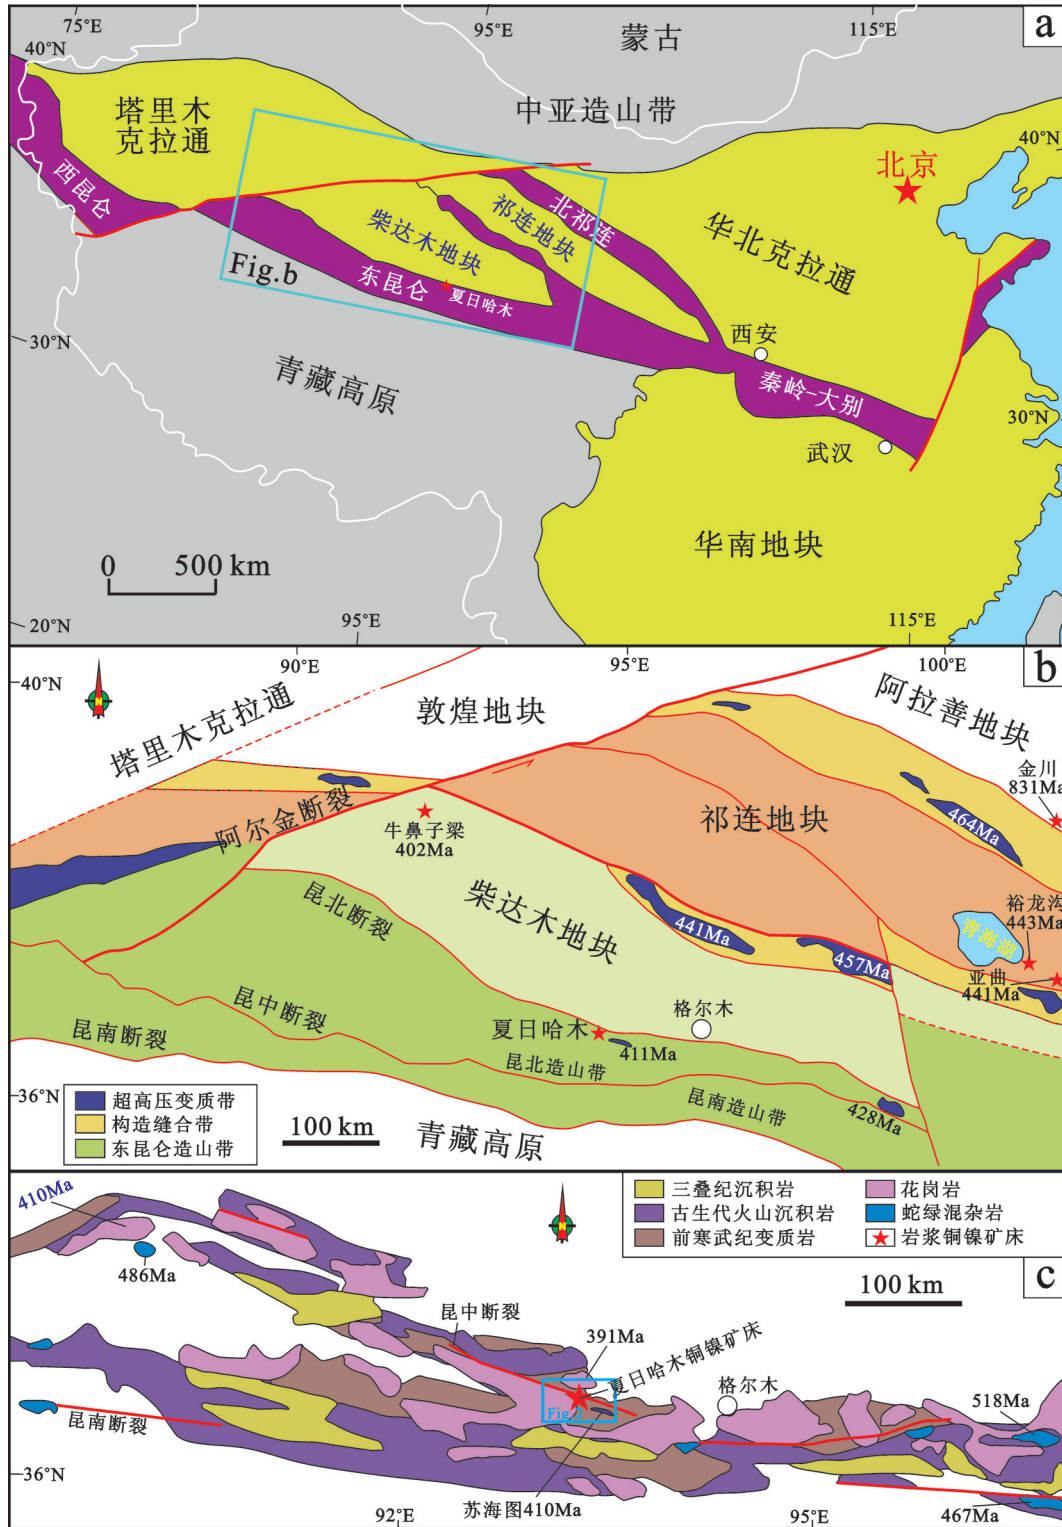 75°E
95°E
115°E
a
40°N
蒙古
中亚造山带
塔里木
克拉通
40°N
北京
西昆仑
北祁连
祁连地块
柴达木地块
华北克拉通
Fig.b
东昆仑
夏日哈木
30°N
西安
青藏高原
秦岭-大别
30°N
武汉
华南地块
0 500 km
20°N
95°E
115°E
90°E
95°E
100°E
b
40°N
塔里木克拉通
敦煌地块
阿拉善地块
金川
831Ma
阿尔金断裂
牛鼻子梁
402Ma
祁连地块
464Ma
昆北断裂
柴达木地块
441Ma
457Ma
青海湖
裕龙沟
443Ma
亚曲
441Ma
昆中断裂
昆南断裂
夏日哈木
格尔木
411Ma
昆北造山带
昆南造山带
428Ma
36°N
超高压变质带
构造缝合带
东昆仑造山带
100 km
青藏高原
410Ma
三叠纪沉积岩
花岗岩
古生代火山沉积岩
蛇绿混杂岩
前寒武纪变质岩
岩浆铜镍矿床
c
486Ma
100 km
昆中断裂
391Ma
夏日哈木铜镍矿床
格尔木
518Ma
昆南断裂
36°N
苏海图410Ma
467Ma
92°E
95°E